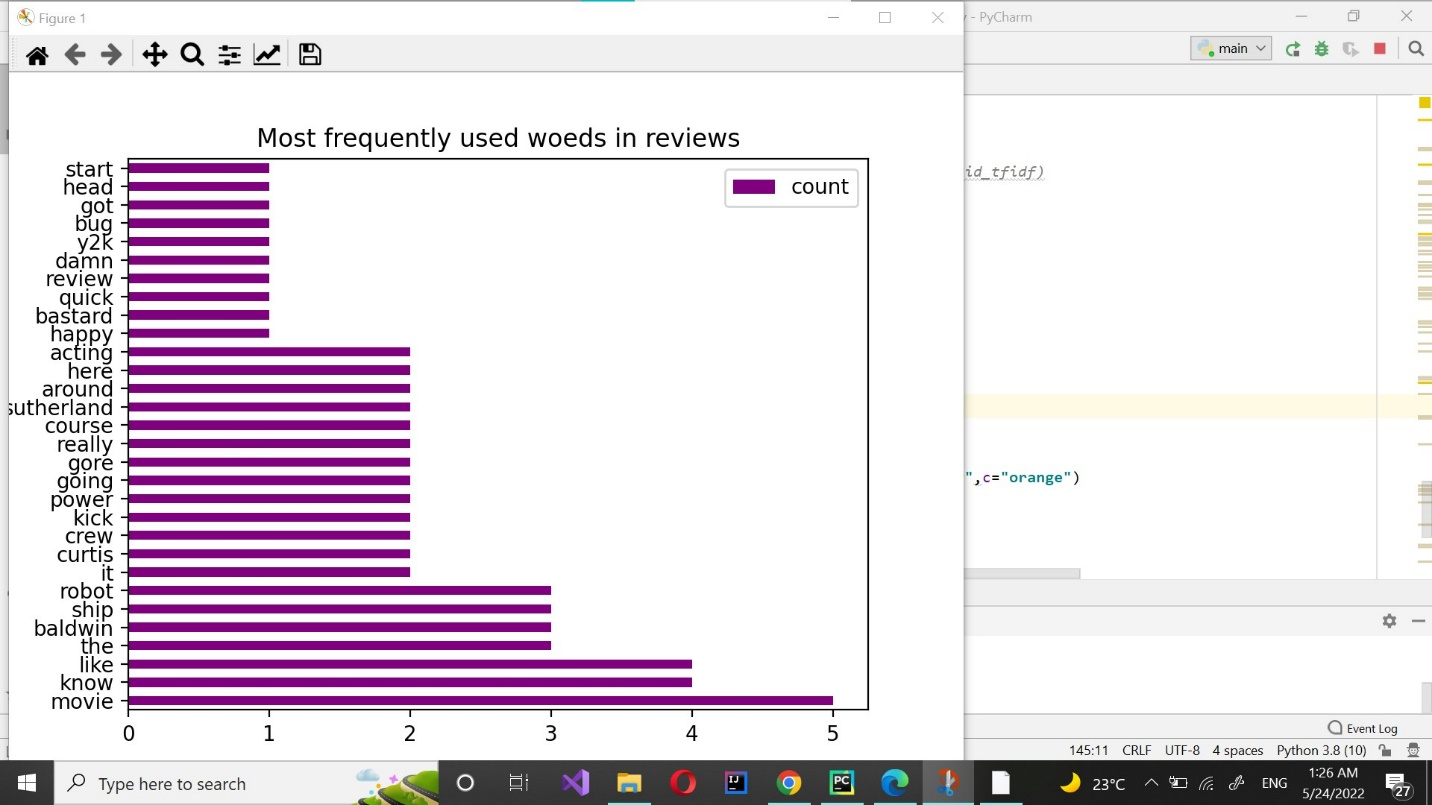 Figure 1
- PyCharm
main
Most frequently used woeds in reviews
count
start
head
got
bug
y2k
damn
review
quick
bastard
happy
acting
here
around
sutherland
course
really
gore
going
power
kick
crew
curtis
it
robot
ship
baldwin
the
like
know
movie
0 1 2 3 4 5
id_tfidf)
",c="orange")
Event Log
145:11 CRLF UTF-8 4 spaces Python 3.8 (10)
Type here to search
IJ
PC
23°C
ENG
1:26 AM
5/24/2022
27